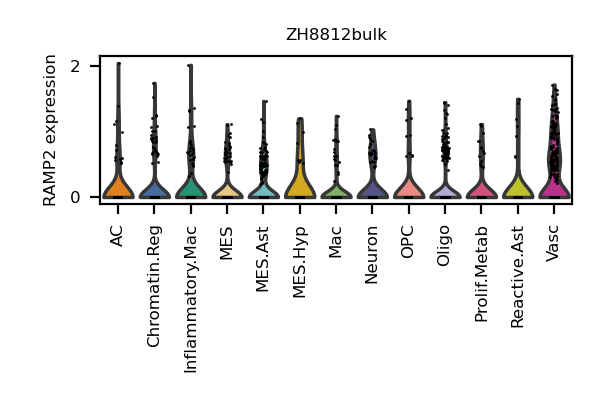 ZH8812bulk
RAMP2 expression
2
0
AC
Chromatin.Reg
Inflammatory.Mac
MES
MES.Ast
MES.Hyp
Mac
Neuron
OPC
Oligo
Prolif.Metab
Reactive.Ast
Vasc